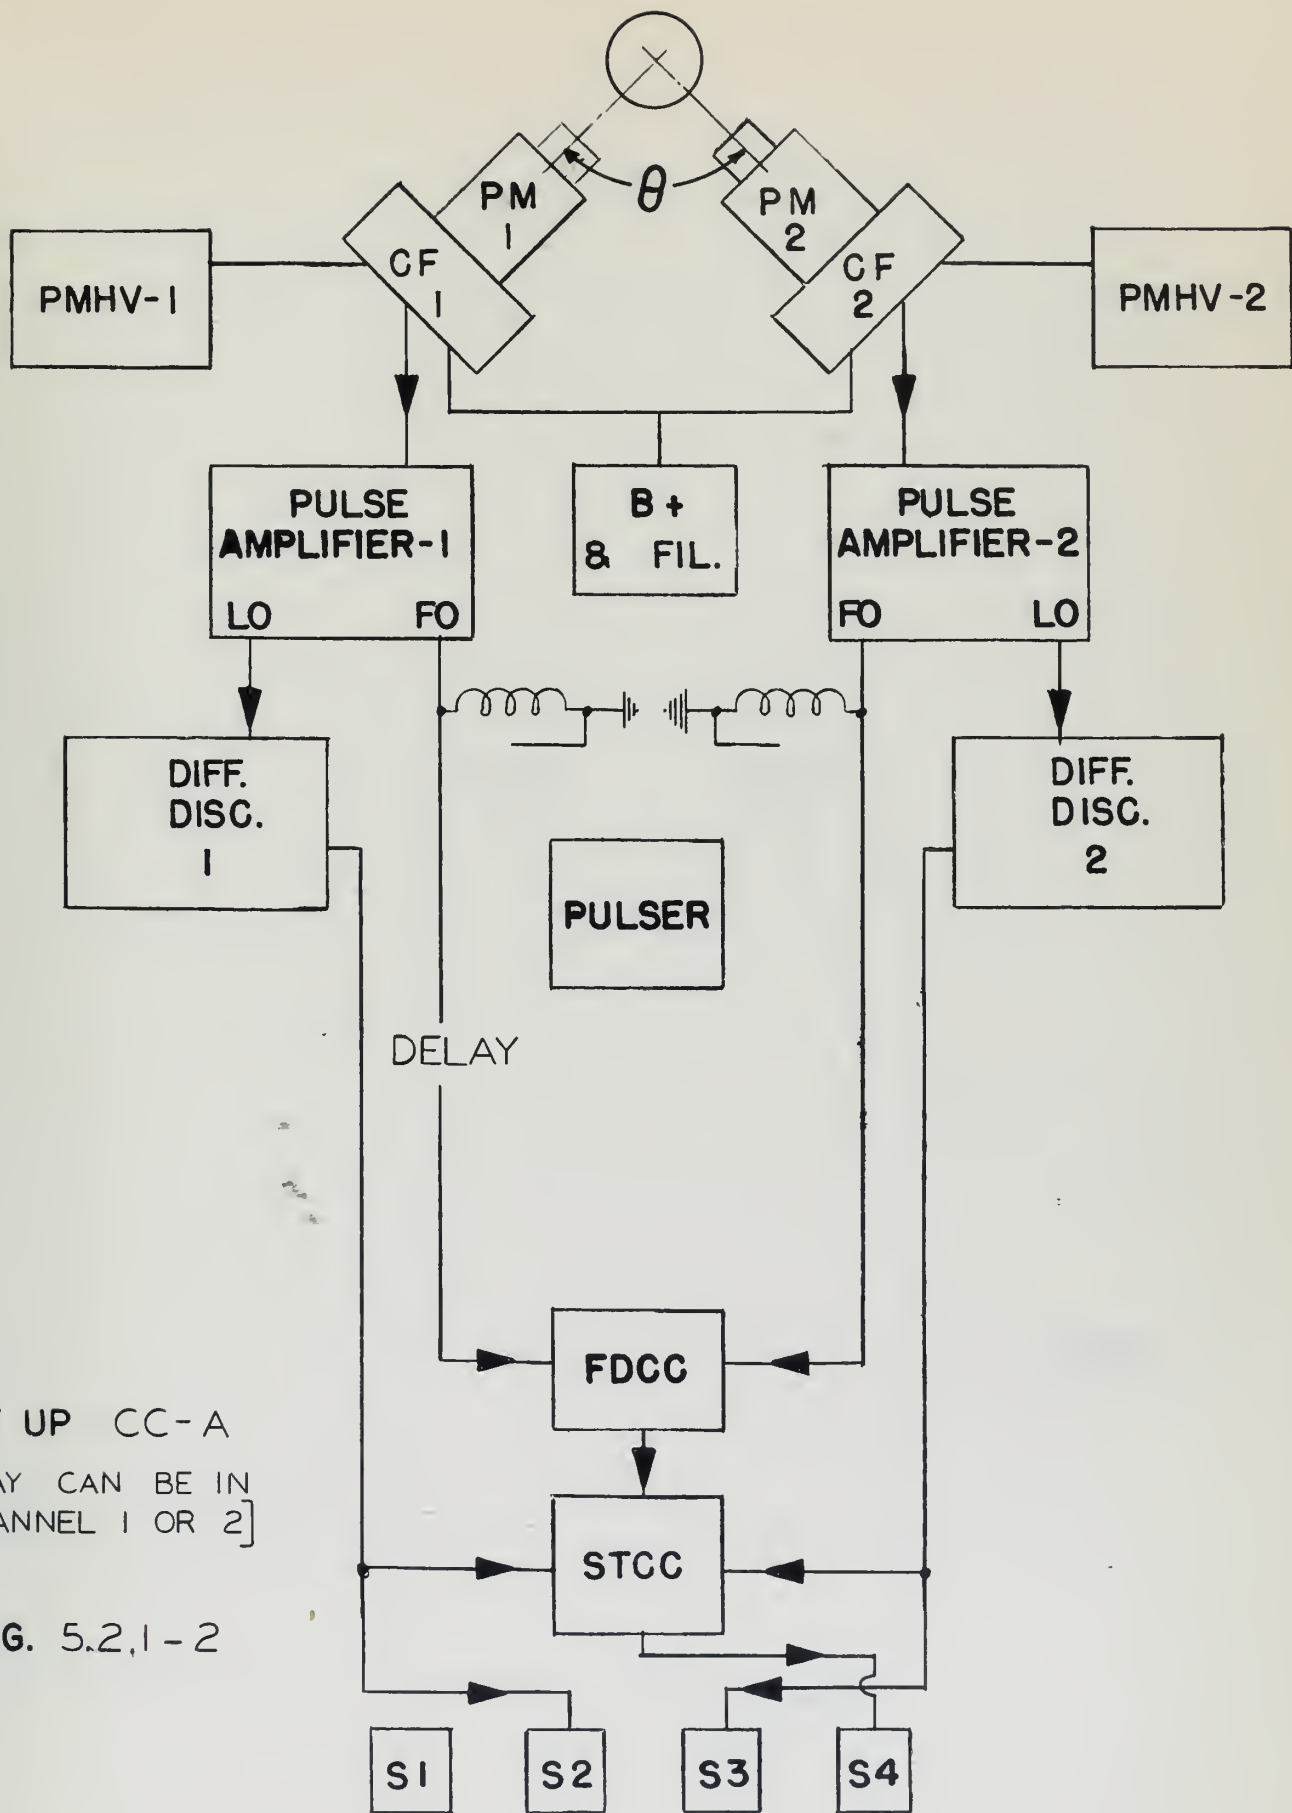 θ
PM
1
PM
2
CF
1
CF
2
PMHV-1
PMHV-2
PULSE
AMPLIFIER-1
LO FO
B+
& FIL.
PULSE
AMPLIFIER-2
FO LO
DIFF.
DISC.
1
DIFF.
DISC.
2
PULSER
DELAY
FDCC
UP CC-A
CAN BE IN
1 OR 2]
STCC
5.2.1-2
S1 S2 S3 S4